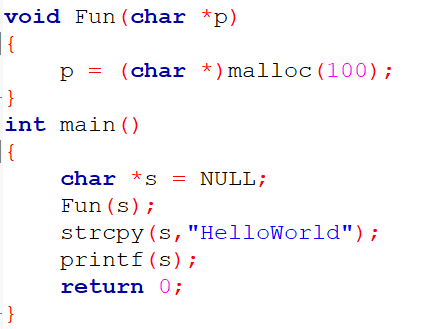 void Fun(char *p)
{
    p = (char *)malloc(100);
}
int main()
{
    char *s = NULL;
    Fun(s);
    strcpy(s,"HelloWorld");
    printf(s);
    return 0;
}